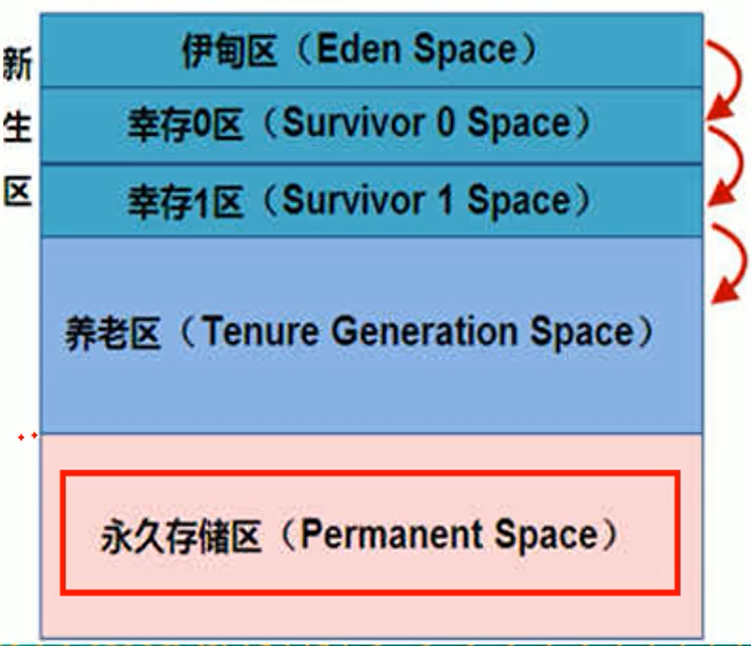 新生区
伊甸区（Eden Space）
幸存0区（Survivor 0 Space）
幸存1区（Survivor 1 Space）
养老区（Tenure Generation Space）
永久存储区（Permanent Space）